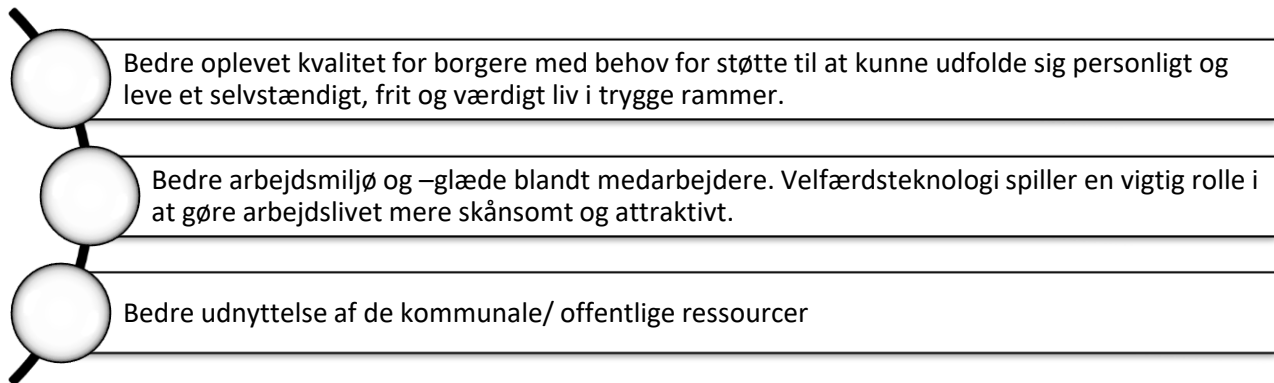 Bedre oplevet kvalitet for borgere med behov for støtte til at kunne udfolde sig personligt og
leve et selvstændigt, frit og værdigt liv i trygge rammer.
Bedre arbejdsmiljø og –glæde blandt medarbejdere. Velfærdsteknologi spiller en vigtig rolle i
at gøre arbejdslivet mere skånsomt og attraktivt.
Bedre udnyttelse af de kommunale/ offentlige ressourcer